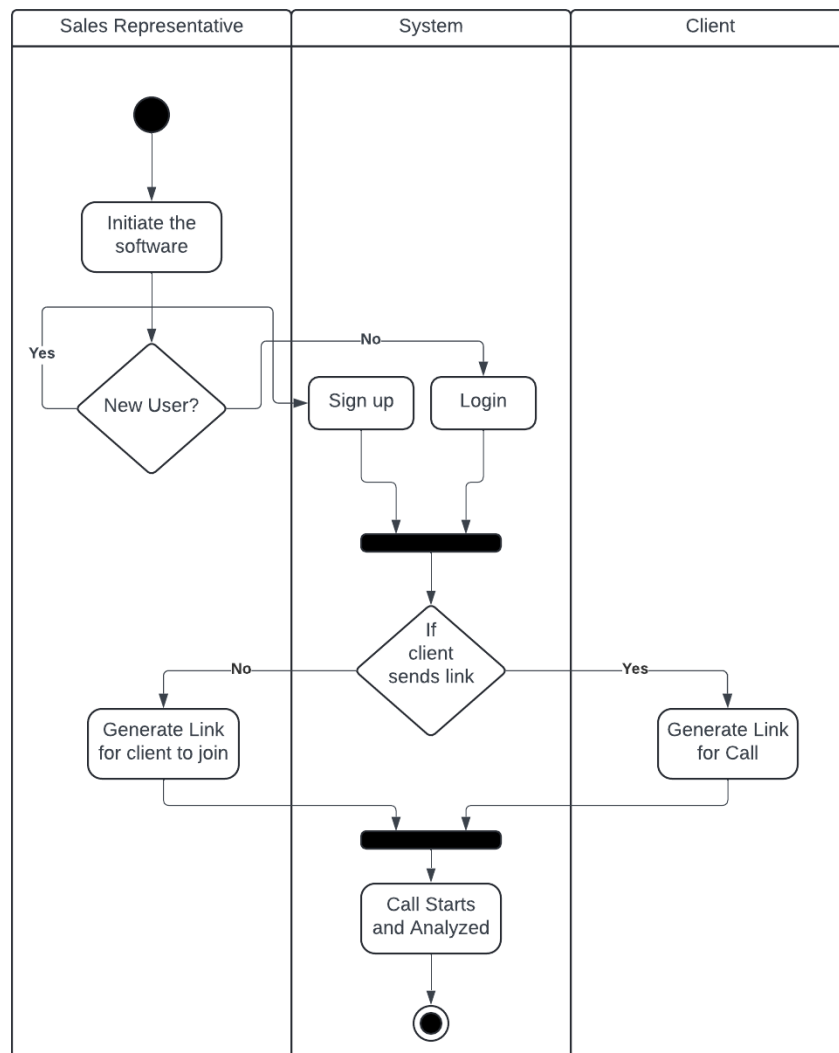 Sales Representative
System
Client
Initiate the
software
Yes
No
New User?
Sign up
Login
If
client
sends link
No
Yes
Generate Link
for client to join
Generate Link
for Call
Call Starts
and Analyzed